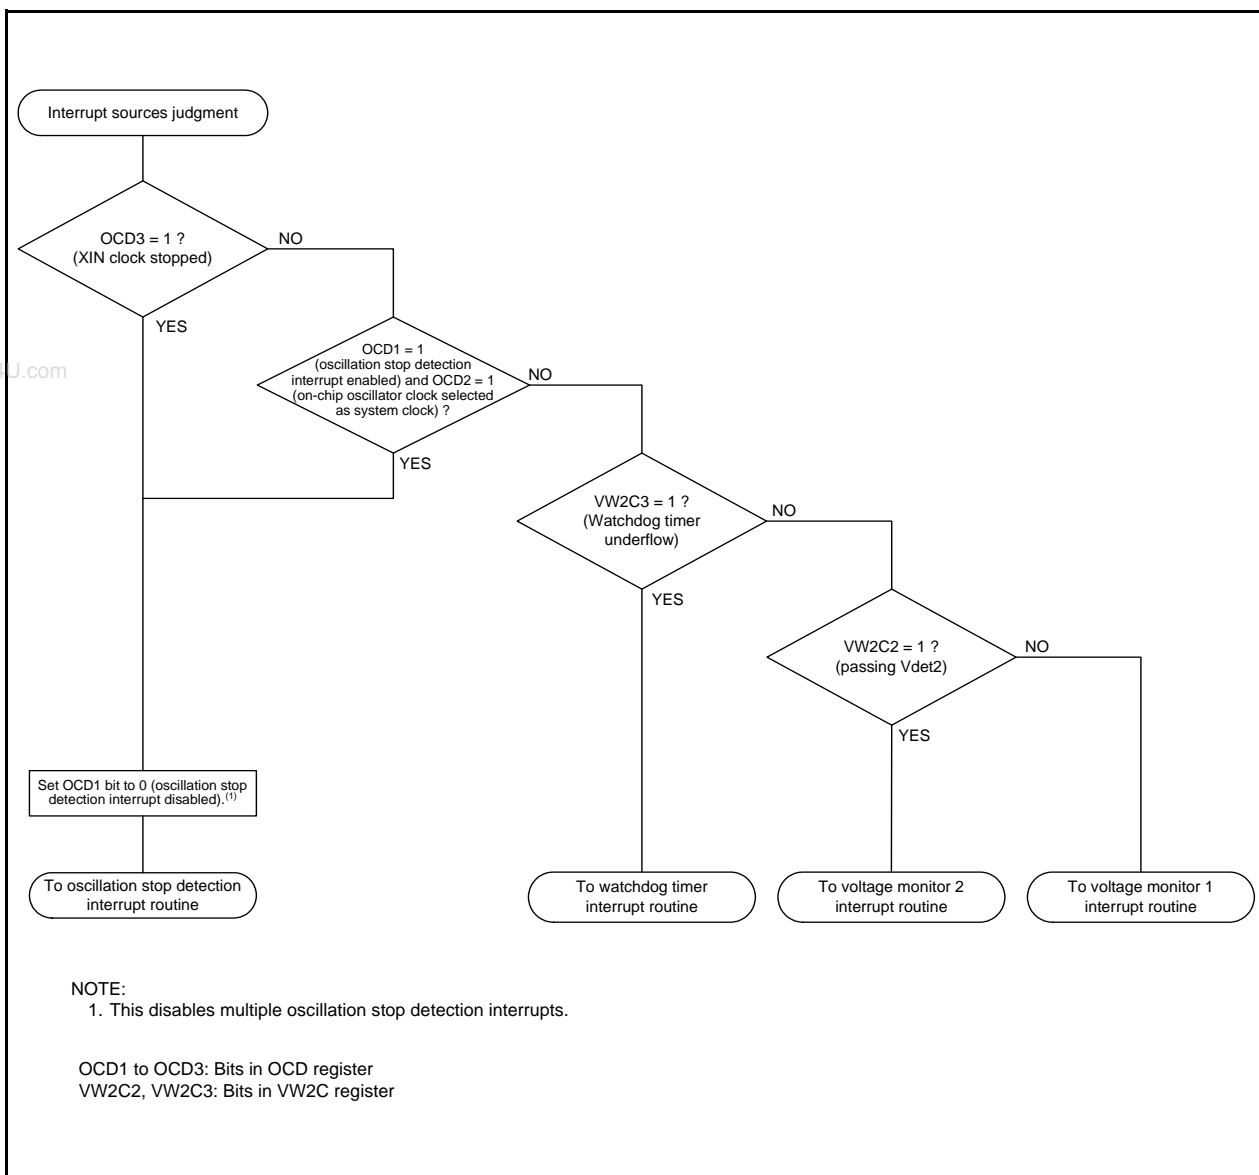 Interrupt sources judgment
OCD3 = 1 ?
(XIN clock stopped)
NO
YES
OCD1 = 1
(oscillation stop detection
interrupt enabled) and OCD2 = 1
(on-chip oscillator clock selected
as system clock) ?
NO
YES
U.com
VW2C3 = 1 ?
(Watchdog timer
underflow)
NO
YES
VW2C2 = 1 ?
(passing Vdet2)
NO
YES
Set OCD1 bit to 0 (oscillation stop
detection interrupt disabled).(1)
To oscillation stop detection
interrupt routine
To watchdog timer
interrupt routine
To voltage monitor 2
interrupt routine
To voltage monitor 1
interrupt routine
NOTE:
1. This disables multiple oscillation stop detection interrupts.
OCD1 to OCD3: Bits in OCD register
VW2C2, VW2C3: Bits in VW2C register